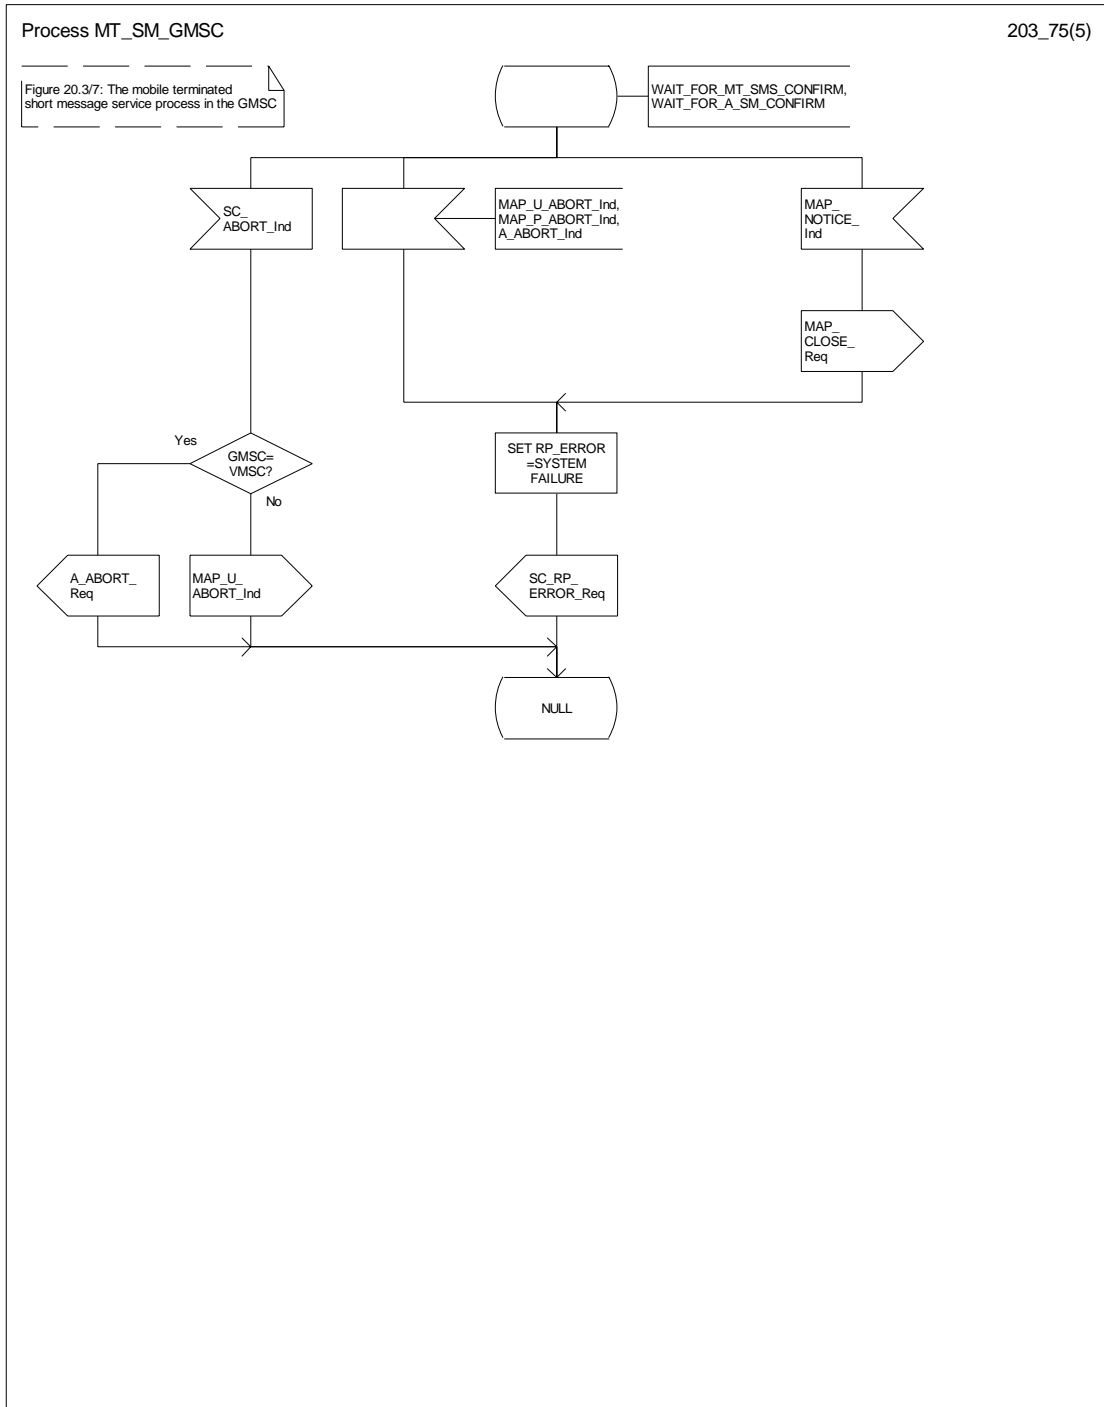 Process MT_SM_GMSC
203_75(5)
Figure 20.3/7: The mobile terminated
short message service process in the GMSC
WAIT_FOR_MT_SMS_CONFIRM,
WAIT_FOR_A_SM_CONFIRM
SC_
ABORT_Ind
MAP_U_ABORT_Ind,
MAP_P_ABORT_Ind,
A_ABORT_Ind
MAP_
NOTICE_
Ind
MAP_
CLOSE_
Req
Yes
GMSC=
VMSC?
No
SET RP_ERROR
=SYSTEM
FAILURE
A_ABORT_
Req
MAP_U_
ABORT_Ind
SC_RP_
ERROR_Req
NULL